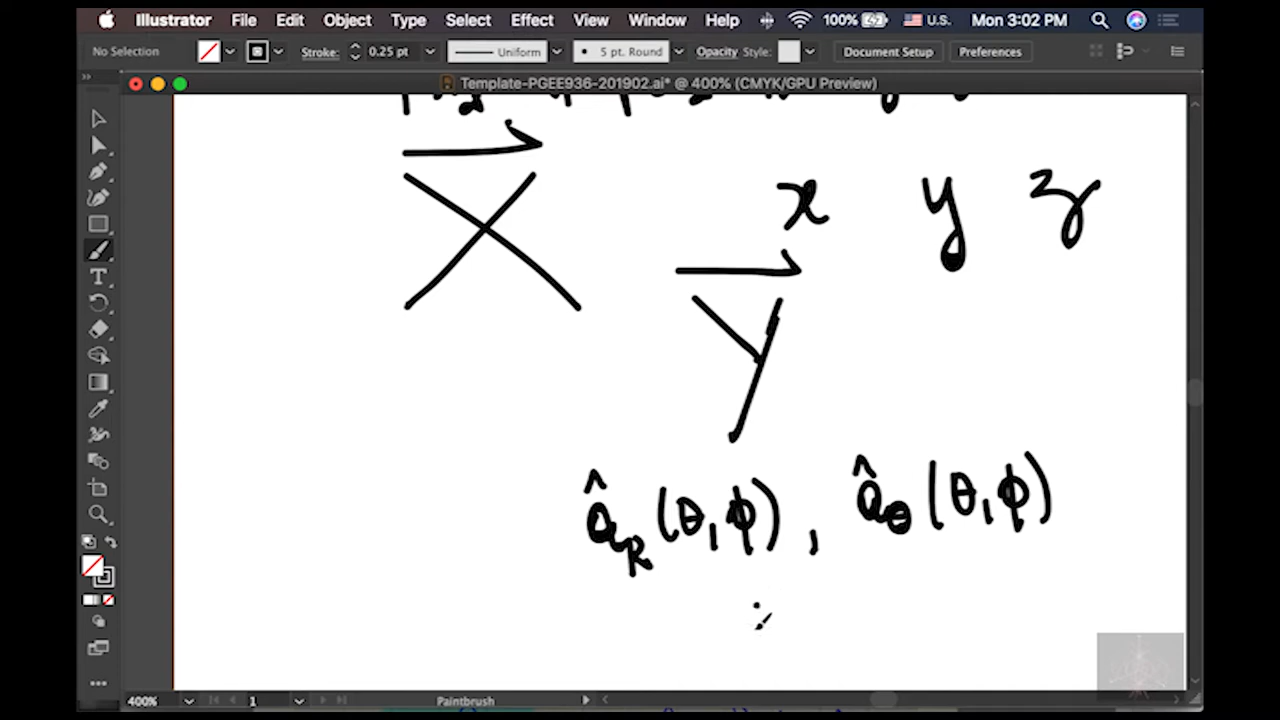 Illustrator File Edit Object Type Select Effect View Window Help 100% U.S. Mon 3:02 PM
No Selection Stroke: 0.25 pt Uniform 5 pt. Round Opacity Style: Document Setup Preferences
Template-PGEE936-201902.ai* @ 400% (CMYK/GPU Preview)
x y z
X
Y
â_R (θ,φ) , â_θ (θ,φ)
400% 1 Paintbrush